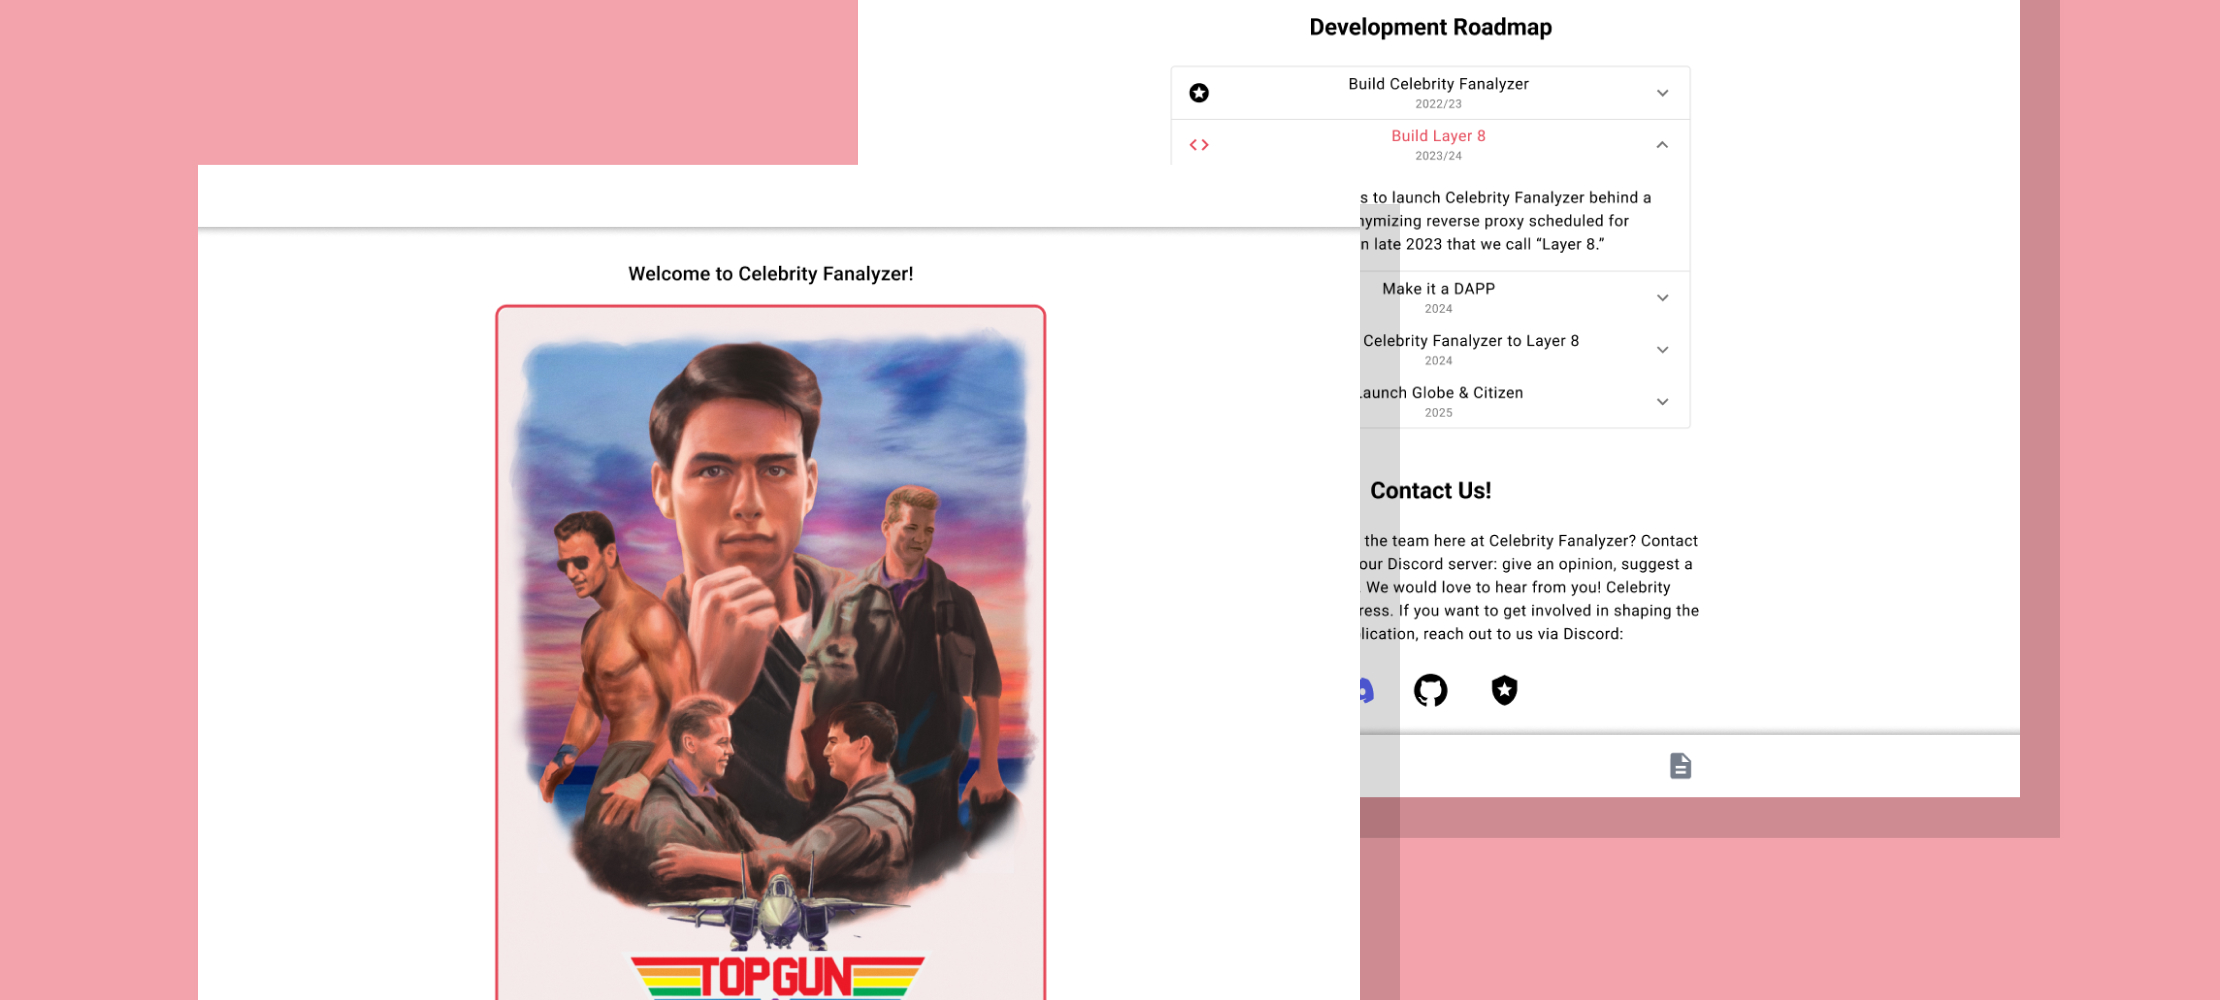 Development Roadmap
Build Celebrity Fanalyzer
2022/23
Build Layer 8
2023/24
s to launch Celebrity Fanalyzer behind a
nymizing reverse proxy scheduled for
n late 2023 that we call “Layer 8.”
Make it a DAPP
2024
Celebrity Fanalyzer to Layer 8
2024
aunch Globe & Citizen
2025
Contact Us!
the team here at Celebrity Fanalyzer? Contact
our Discord server: give an opinion, suggest a
. We would love to hear from you! Celebrity
ress. If you want to get involved in shaping the
lication, reach out to us via Discord:
Welcome to Celebrity Fanalyzer!
TOPGUN